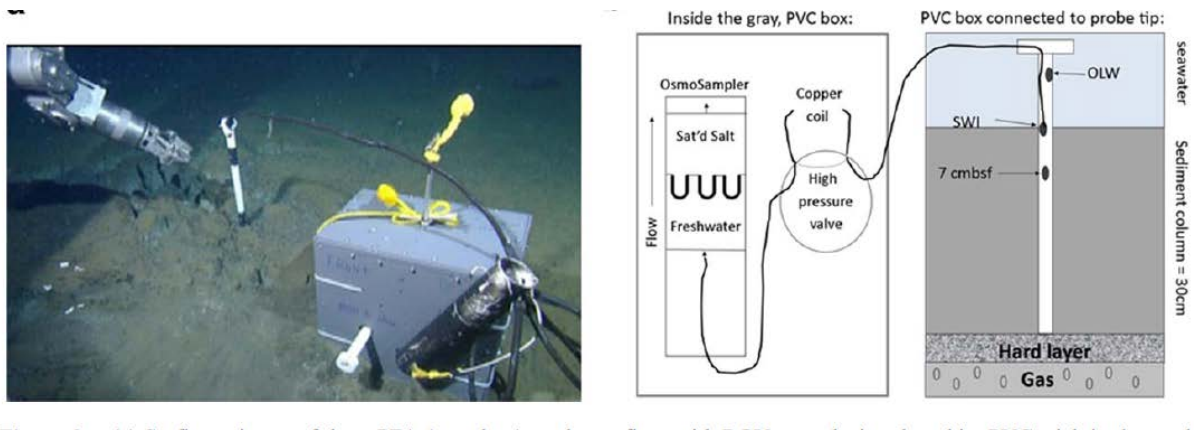 Inside the gray, PVC box:
PVC box connected to probe tip:
OsmoSampler
Sat'd Salt
Freshwater
Flow
Copper
coil
High
pressure
valve
OLW
SWI
7 cmbsf
seawater
Sediment column = 30cm
Hard layer
Gas